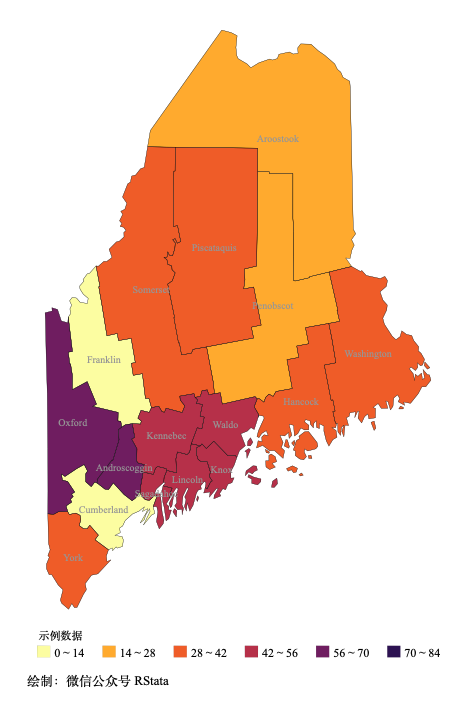 Aroostook
Piscataquis
Somerset
Penobscot
Washington
Franklin
Hancock
Oxford
Waldo
Kennebec
Androscoggin
Knox
Lincoln
Sagadahoc
Cumberland
York
示例数据
0 ~ 14 14 ~ 28 28 ~ 42 42 ~ 56 56 ~ 70 70 ~ 84
绘制：微信公众号 RStata